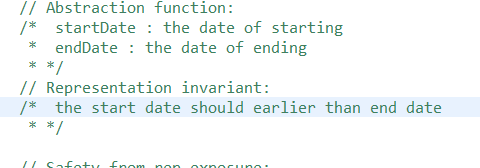 // Abstraction function:
/* startDate : the date of starting
* endDate : the date of ending
* */
// Representation invariant:
/* the start date should earlier than end date
* */
// Safety from rep exposure: